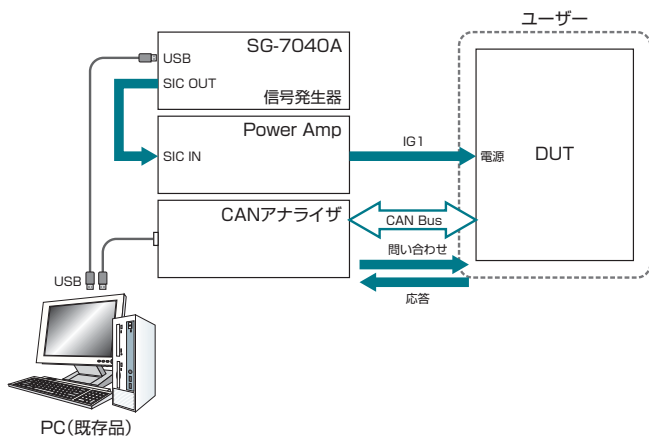 ユーザー
SG-7040A
USB
SIC OUT
信号発生器
Power Amp
SIC IN
IG1
電源
DUT
CANアナライザ
CAN Bus
問い合わせ
応答
USB
PC（既存品）